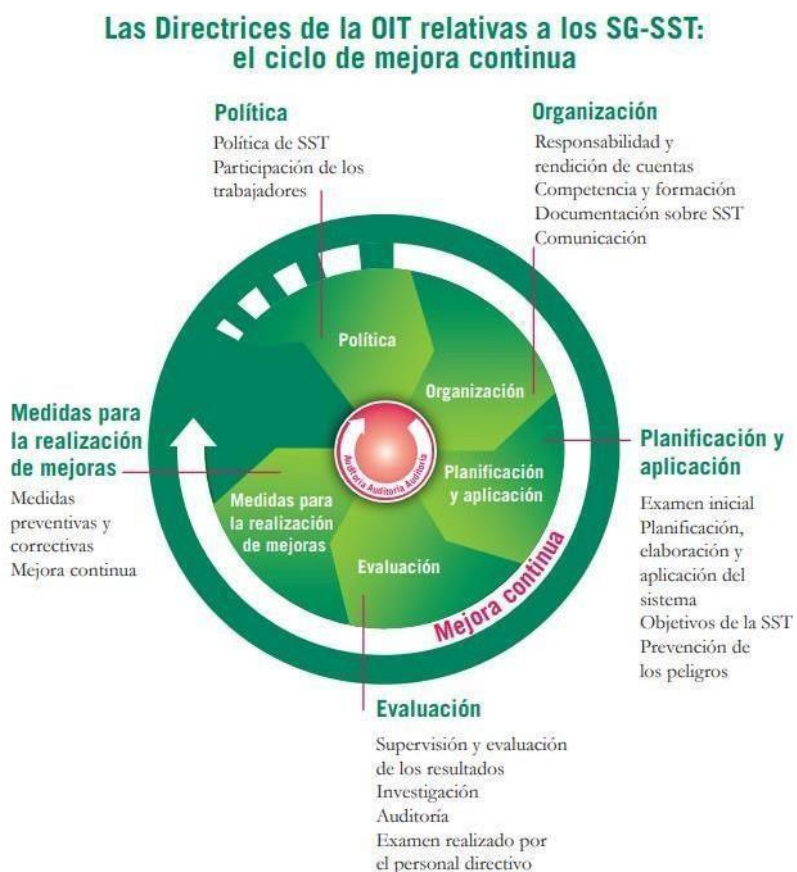 Las Directrices de la OIT relativas a los SG-SST:
el ciclo de mejora continua
Política
Política de SST
Participación de los
trabajadores
Organización
Responsabilidad y
rendición de cuentas
Competencia y formación
Documentación sobre SST
Comunicación
Política
Organización
Planificación
y aplicación
Evaluación
Medidas para
la realización
de mejoras
Auditoría Auditoría Auditoría
Mejora continua
Medidas para
la realización
de mejoras
Medidas
preventivas y
correctivas
Mejora continua
Planificación y
aplicación
Examen inicial
Planificación,
elaboración y
aplicación del
sistema
Objetivos de la SST
Prevención de
los peligros
Evaluación
Supervisión y evaluación
de los resultados
Investigación
Auditoría
Examen realizado por
el personal directivo